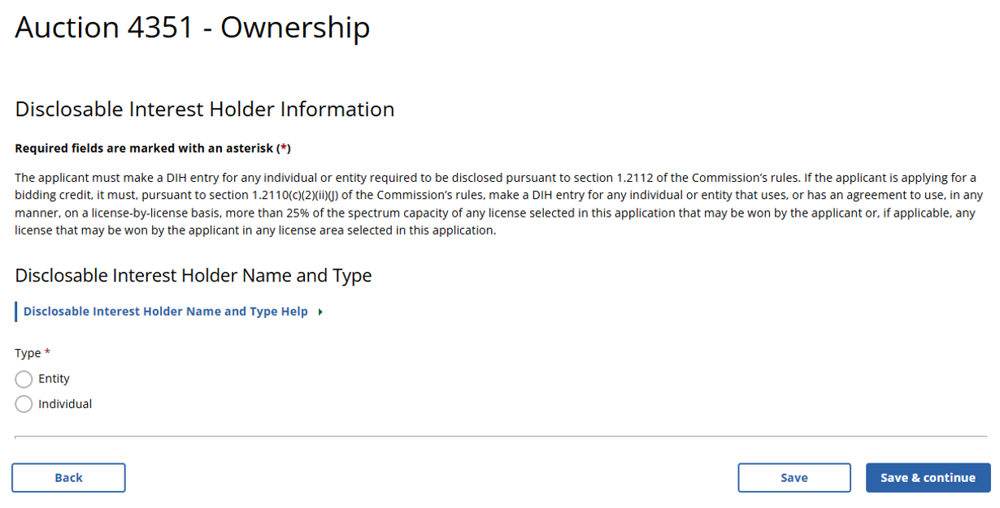 Auction 4351 - Ownership
Disclosable Interest Holder Information
Required fields are marked with an asterisk (*)
The applicant must make a DIH entry for any individual or entity required to be disclosed pursuant to section 1.2112 of the Commission's rules. If the applicant is applying for a
bidding credit, it must, pursuant to section 1.2110(c)(2)(ii)(J) of the Commission's rules, make a DIH entry for any individual or entity that uses, or has an agreement to use, in any
manner, on a license-by-license basis, more than 25% of the spectrum capacity of any license selected in this application that may be won by the applicant or, if applicable, any
license that may be won by the applicant in any license area selected in this application.
Disclosable Interest Holder Name and Type
Disclosable Interest Holder Name and Type Help
Type *
Entity
Individual
Back
Save
Save & continue